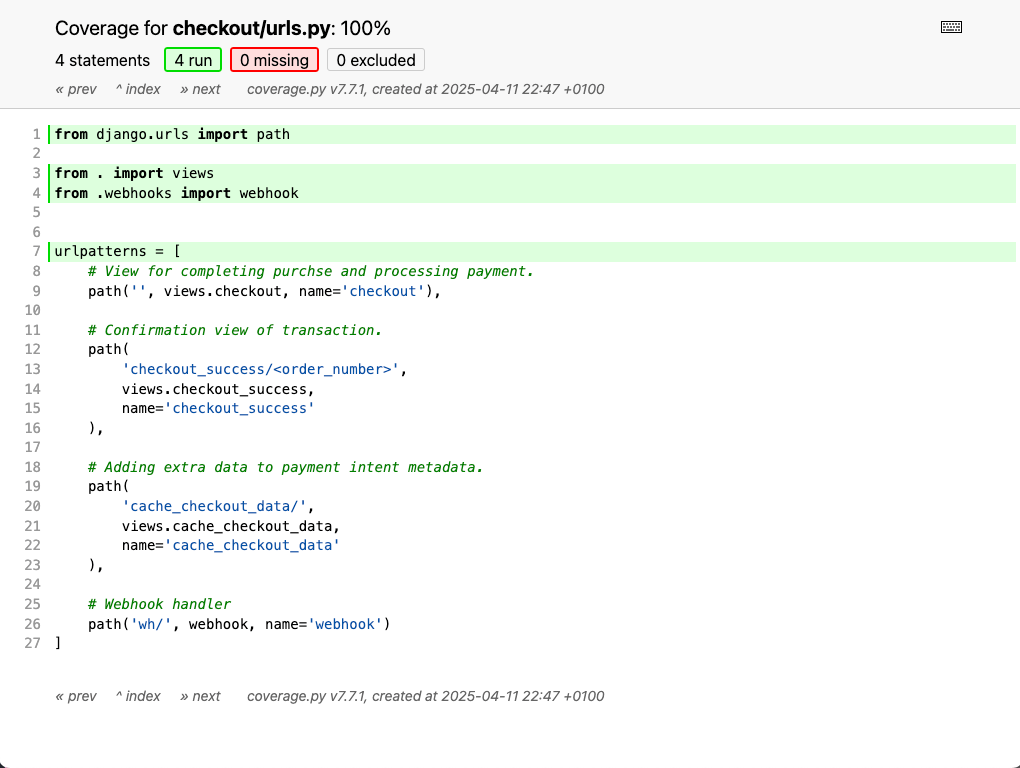 Coverage for checkout/urls.py: 100%
4 statements 4 run 0 missing 0 excluded
« prev ^ index » next coverage.py v7.7.1, created at 2025-04-11 22:47 +0100
1 from django.urls import path
2
3 from . import views
4 from .webhooks import webhook
5
6
7 urlpatterns = [
8     # View for completing purchse and processing payment.
9     path('', views.checkout, name='checkout'),
10
11     # Confirmation view of transaction.
12     path(
13         'checkout_success/<order_number>',
14         views.checkout_success,
15         name='checkout_success'
16     ),
17
18     # Adding extra data to payment intent metadata.
19     path(
20         'cache_checkout_data/',
21         views.cache_checkout_data,
22         name='cache_checkout_data'
23     ),
24
25     # Webhook handler
26     path('wh/', webhook, name='webhook')
27 ]
« prev ^ index » next coverage.py v7.7.1, created at 2025-04-11 22:47 +0100